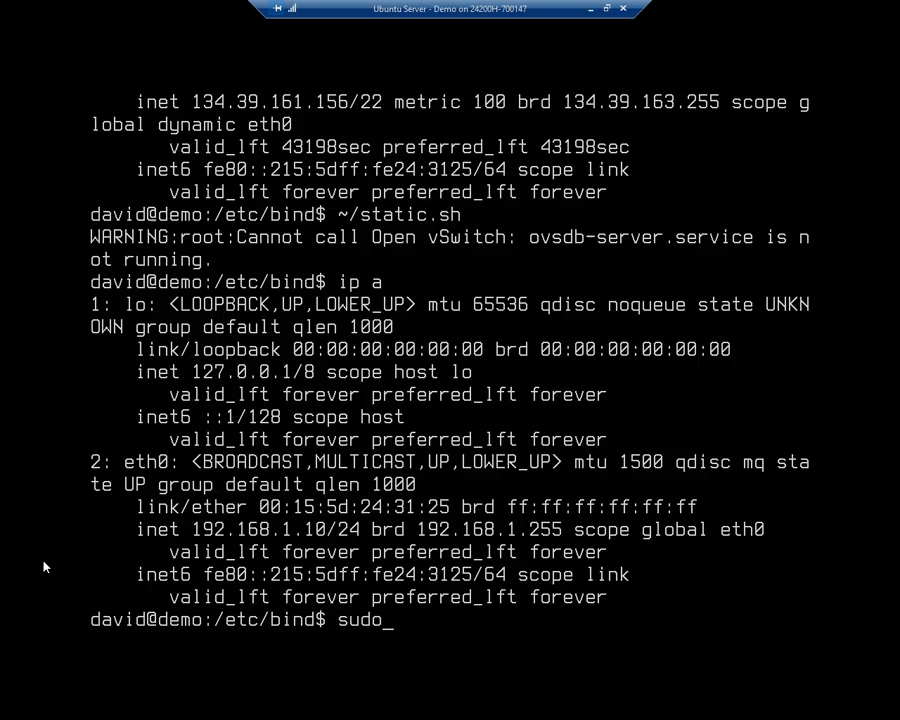 Ubuntu Server - Demo on 24200H-700147
inet 134.39.161.156/22 metric 100 brd 134.39.163.255 scope g
lobal dynamic eth0
valid_lft 43198sec preferred_lft 43198sec
inet6 fe80::215:5dff:fe24:3125/64 scope link
valid_lft forever preferred_lft forever
david@demo:/etc/bind$ ~/static.sh
WARNING:root:Cannot call Open vSwitch: ovsdb-server.service is n
ot running.
david@demo:/etc/bind$ ip a
1: lo: <LOOPBACK,UP,LOWER_UP> mtu 65536 qdisc noqueue state UNKN
OWN group default qlen 1000
link/loopback 00:00:00:00:00:00 brd 00:00:00:00:00:00
inet 127.0.0.1/8 scope host lo
valid_lft forever preferred_lft forever
inet6 ::1/128 scope host
valid_lft forever preferred_lft forever
2: eth0: <BROADCAST,MULTICAST,UP,LOWER_UP> mtu 1500 qdisc mq sta
te UP group default qlen 1000
link/ether 00:15:5d:24:31:25 brd ff:ff:ff:ff:ff:ff
inet 192.168.1.10/24 brd 192.168.1.255 scope global eth0
valid_lft forever preferred_lft forever
inet6 fe80::215:5dff:fe24:3125/64 scope link
valid_lft forever preferred_lft forever
david@demo:/etc/bind$ sudo_